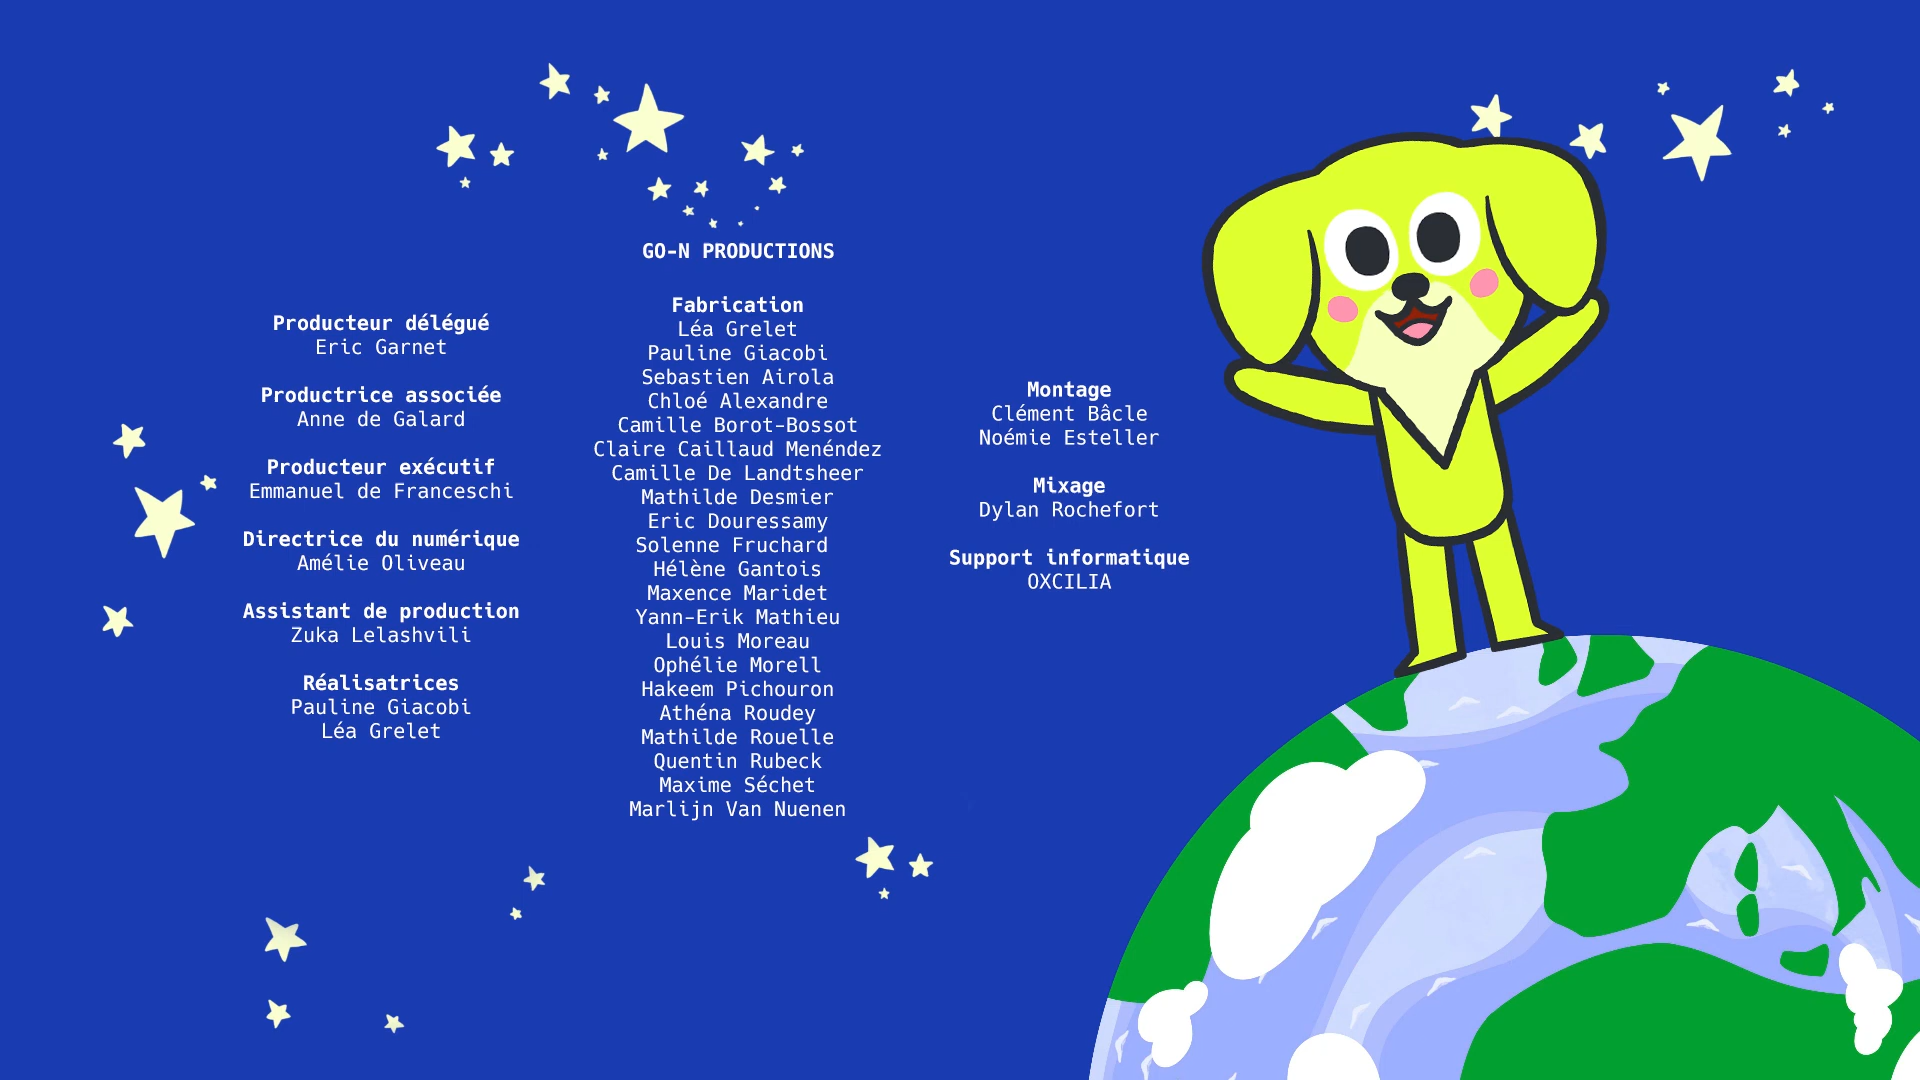 Producteur délégué
Eric Garnet
Productrice associée
Anne de Galard
Producteur exécutif
Emmanuel de Franceschi
Directrice du numérique
Amélie Oliveau
Assistant de production
Zuka Lelashvili
Réalisatrices
Pauline Giacobi
Léa Grelet
GO-N PRODUCTIONS
Fabrication
Léa Grelet
Pauline Giacobi
Sebastien Airola
Chloé Alexandre
Camille Borot-Bossot
Claire Caillaud Menéndez
Camille De Landtsheer
Mathilde Desmier
Eric Douressamy
Solenne Fruchard
Hélène Gantois
Maxence Maridet
Yann-Erik Mathieu
Louis Moreau
Ophélie Morell
Hakeem Pichouron
Athéna Roudey
Mathilde Rouelle
Quentin Rubeck
Maxime Séchet
Marlijn Van Nuenen
Montage
Clément Bâcle
Noémie Esteller
Mixage
Dylan Rochefort
Support informatique
OXCILIA